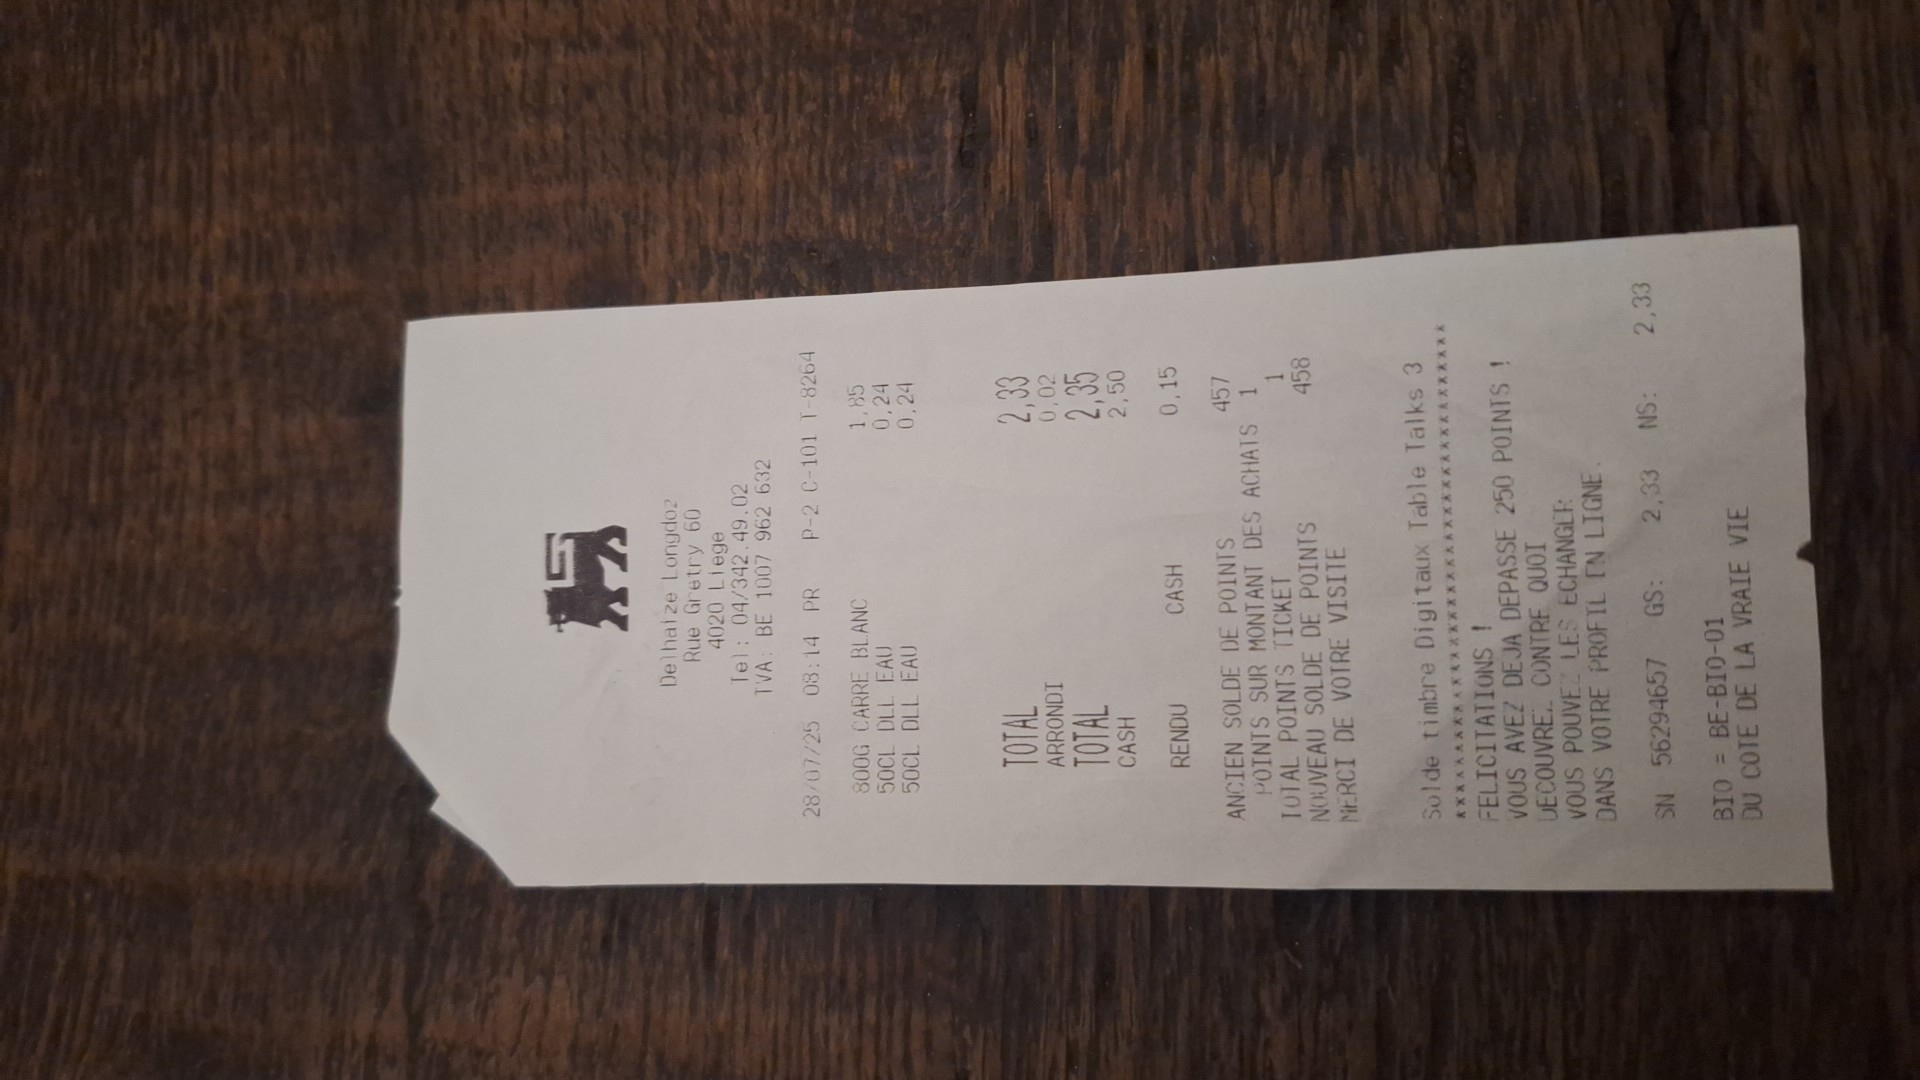 Delhaize Longdoz
Rue Gretry 60
4020 Liege
Tel: 04/342.49.02
TVA: BE 1007 962 632
28/07/25 08:14 PR P-2 C-101 T-8264
800G CARRE BLANC 1,85
50CL DLL EAU 0,24
50CL DLL EAU 0,24
TOTAL 2,33
ARRONDI 0,02
TOTAL 2,35
CASH 2,50
RENDU CASH 0,15
ANCIEN SOLDE DE POINTS 457
POINTS SUR MONTANT DES ACHATS 1
TOTAL POINTS TICKET 1
NOUVEAU SOLDE DE POINTS 458
MERCI DE VOTRE VISITE
Solde timbre Digitaux Table Talks 3
**************************************
FELICITATIONS !
VOUS AVEZ DEJA DEPASSE 250 POINTS !
DECOUVREZ CONTRE QUOI
VOUS POUVEZ LES ECHANGER
DANS VOTRE PROFIL EN LIGNE.
SN 56294657 GS: 2,33 NS: 2,33
BIO = BE-BIO-01
DU COTE DE LA VRAIE VIE